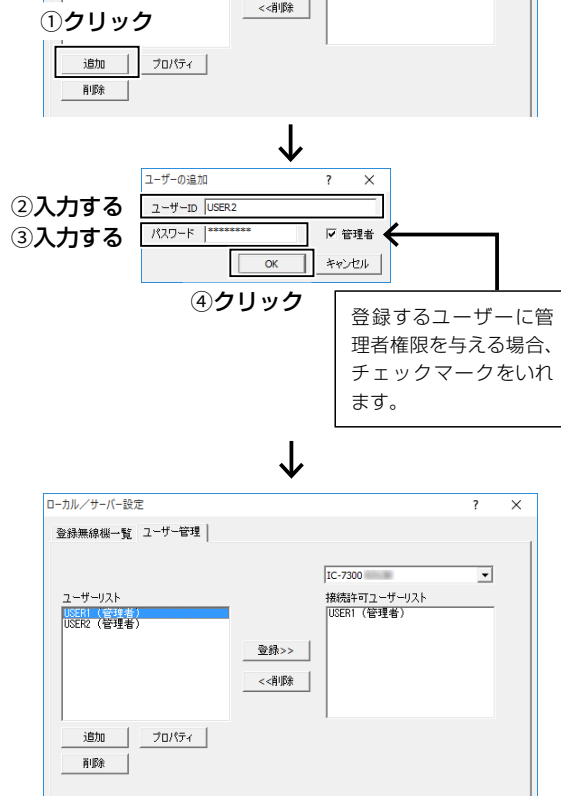 <<削除
①クリック
追加 プロパティ
削除
ユーザーの追加 ? ×
②入力する ユーザーID USER2
③入力する パスワード ******** 管理者
OK キャンセル
④クリック
登録するユーザーに管
理者権限を与える場合、
チェックマークをいれ
ます。
ローカル／サーバー設定 ? ×
登録無線機一覧 ユーザー管理
IC-7300
ユーザーリスト 接続許可ユーザーリスト
USER1 (管理者) USER1 (管理者)
USER2 (管理者)
登録>>
<<削除
追加 プロパティ
削除